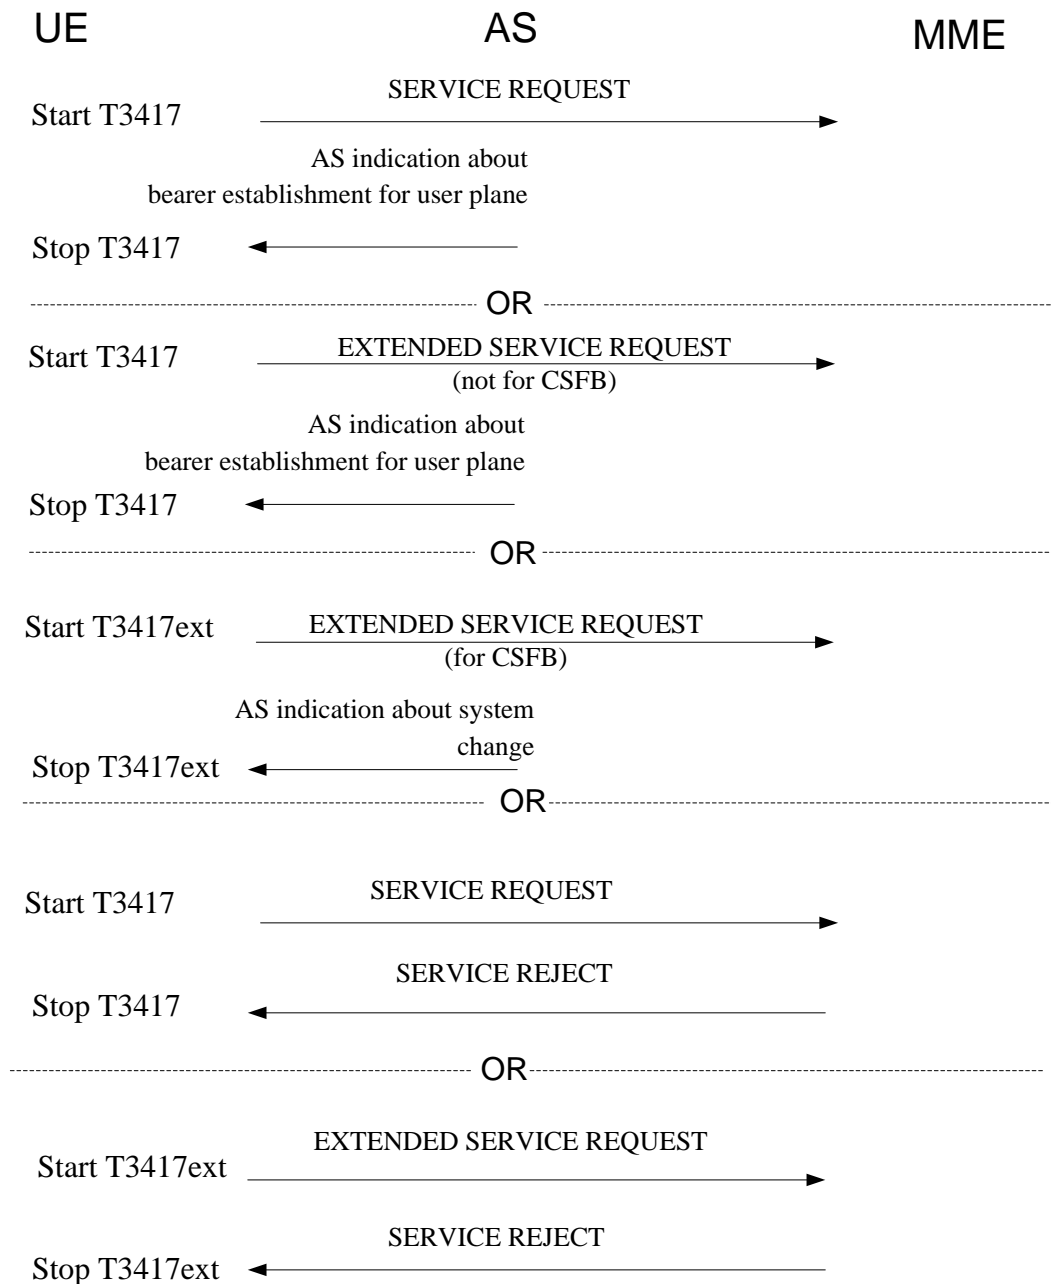 UE AS MME
SERVICE REQUEST
Start T3417
AS indication about
bearer establishment for user plane
Stop T3417
OR
Start T3417
EXTENDED SERVICE REQUEST
(not for CSFB)
AS indication about
bearer establishment for user plane
Stop T3417
OR
Start T3417ext
EXTENDED SERVICE REQUEST
(for CSFB)
AS indication about system
change
Stop T3417ext
OR
Start T3417
SERVICE REQUEST
SERVICE REJECT
Stop T3417
OR
EXTENDED SERVICE REQUEST
Start T3417ext
SERVICE REJECT
Stop T3417ext